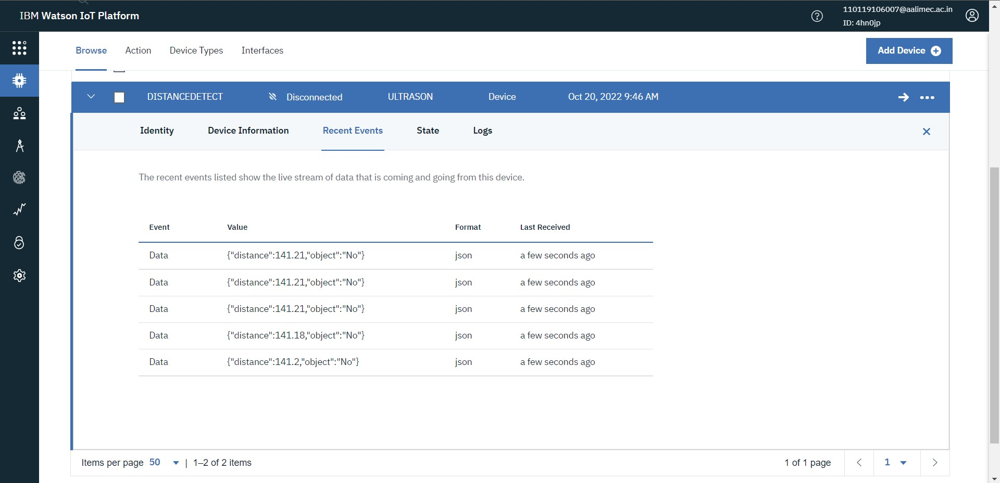 IBM Watson IoT Platform
110119106007@aalimec.ac.in
ID: 4hn0jp
Browse Action Device Types Interfaces
Add Device
DISTANCEDETECT Disconnected ULTRASON Device Oct 20, 2022 9:46 AM
Identity Device Information Recent Events State Logs
The recent events listed show the live stream of data that is coming and going from this device.
Event Value Format Last Received
Data {"distance":141.21,"object":"No"} json a few seconds ago
Data {"distance":141.21,"object":"No"} json a few seconds ago
Data {"distance":141.21,"object":"No"} json a few seconds ago
Data {"distance":141.18,"object":"No"} json a few seconds ago
Data {"distance":141.2,"object":"No"} json a few seconds ago
Items per page 50 | 1–2 of 2 items 1 of 1 page 1